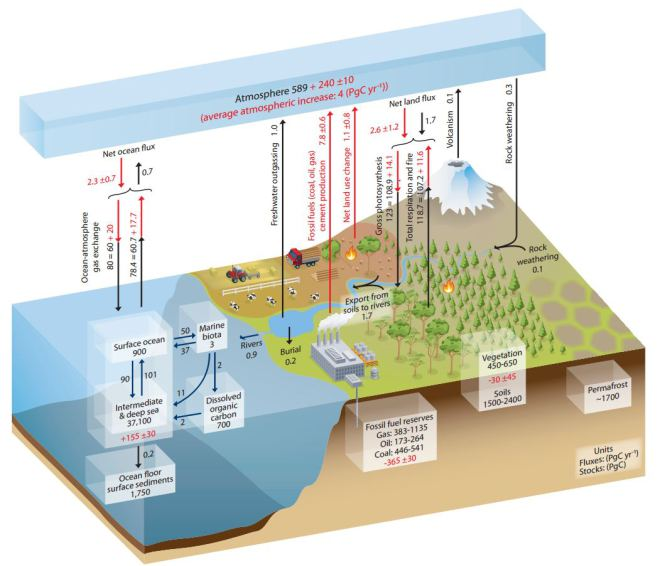 Atmosphere 589 + 240 ±10
(average atmospheric increase: 4 (PgC yr⁻¹))
Net ocean flux
2.3 ±0.7
0.7
Ocean-atmosphere
gas exchange
80 = 60 + 20
78.4 = 60.7 + 17.7
Freshwater outgassing 1.0
Fossil fuels (coal, oil, gas)
cement production 7.8 ±0.6
Net land use change 1.1 ±0.8
Net land flux
2.6 ±1.2
1.7
Gross photosynthesis
123 = 108.9 + 14.1
Total respiration and fire
118.7 = 107.2 + 11.6
Volcanism 0.1
Rock weathering 0.3
Rock
weathering
0.1
Export from
soils to rivers
1.7
Rivers
0.9
Burial
0.2
Surface ocean
900
50
37
Marine
biota
3
90
101
2
11
Intermediate
& deep sea
37,100
+155 ±30
2
Dissolved
organic
carbon
700
0.2
Ocean floor
surface sediments
1,750
Fossil fuel reserves
Gas: 383-1135
Oil: 173-264
Coal: 446-541
-365 ±30
Vegetation
450-650
-30 ±45
Soils
1500-2400
Permafrost
~1700
Units
Fluxes: (PgC yr⁻¹)
Stocks: (PgC)